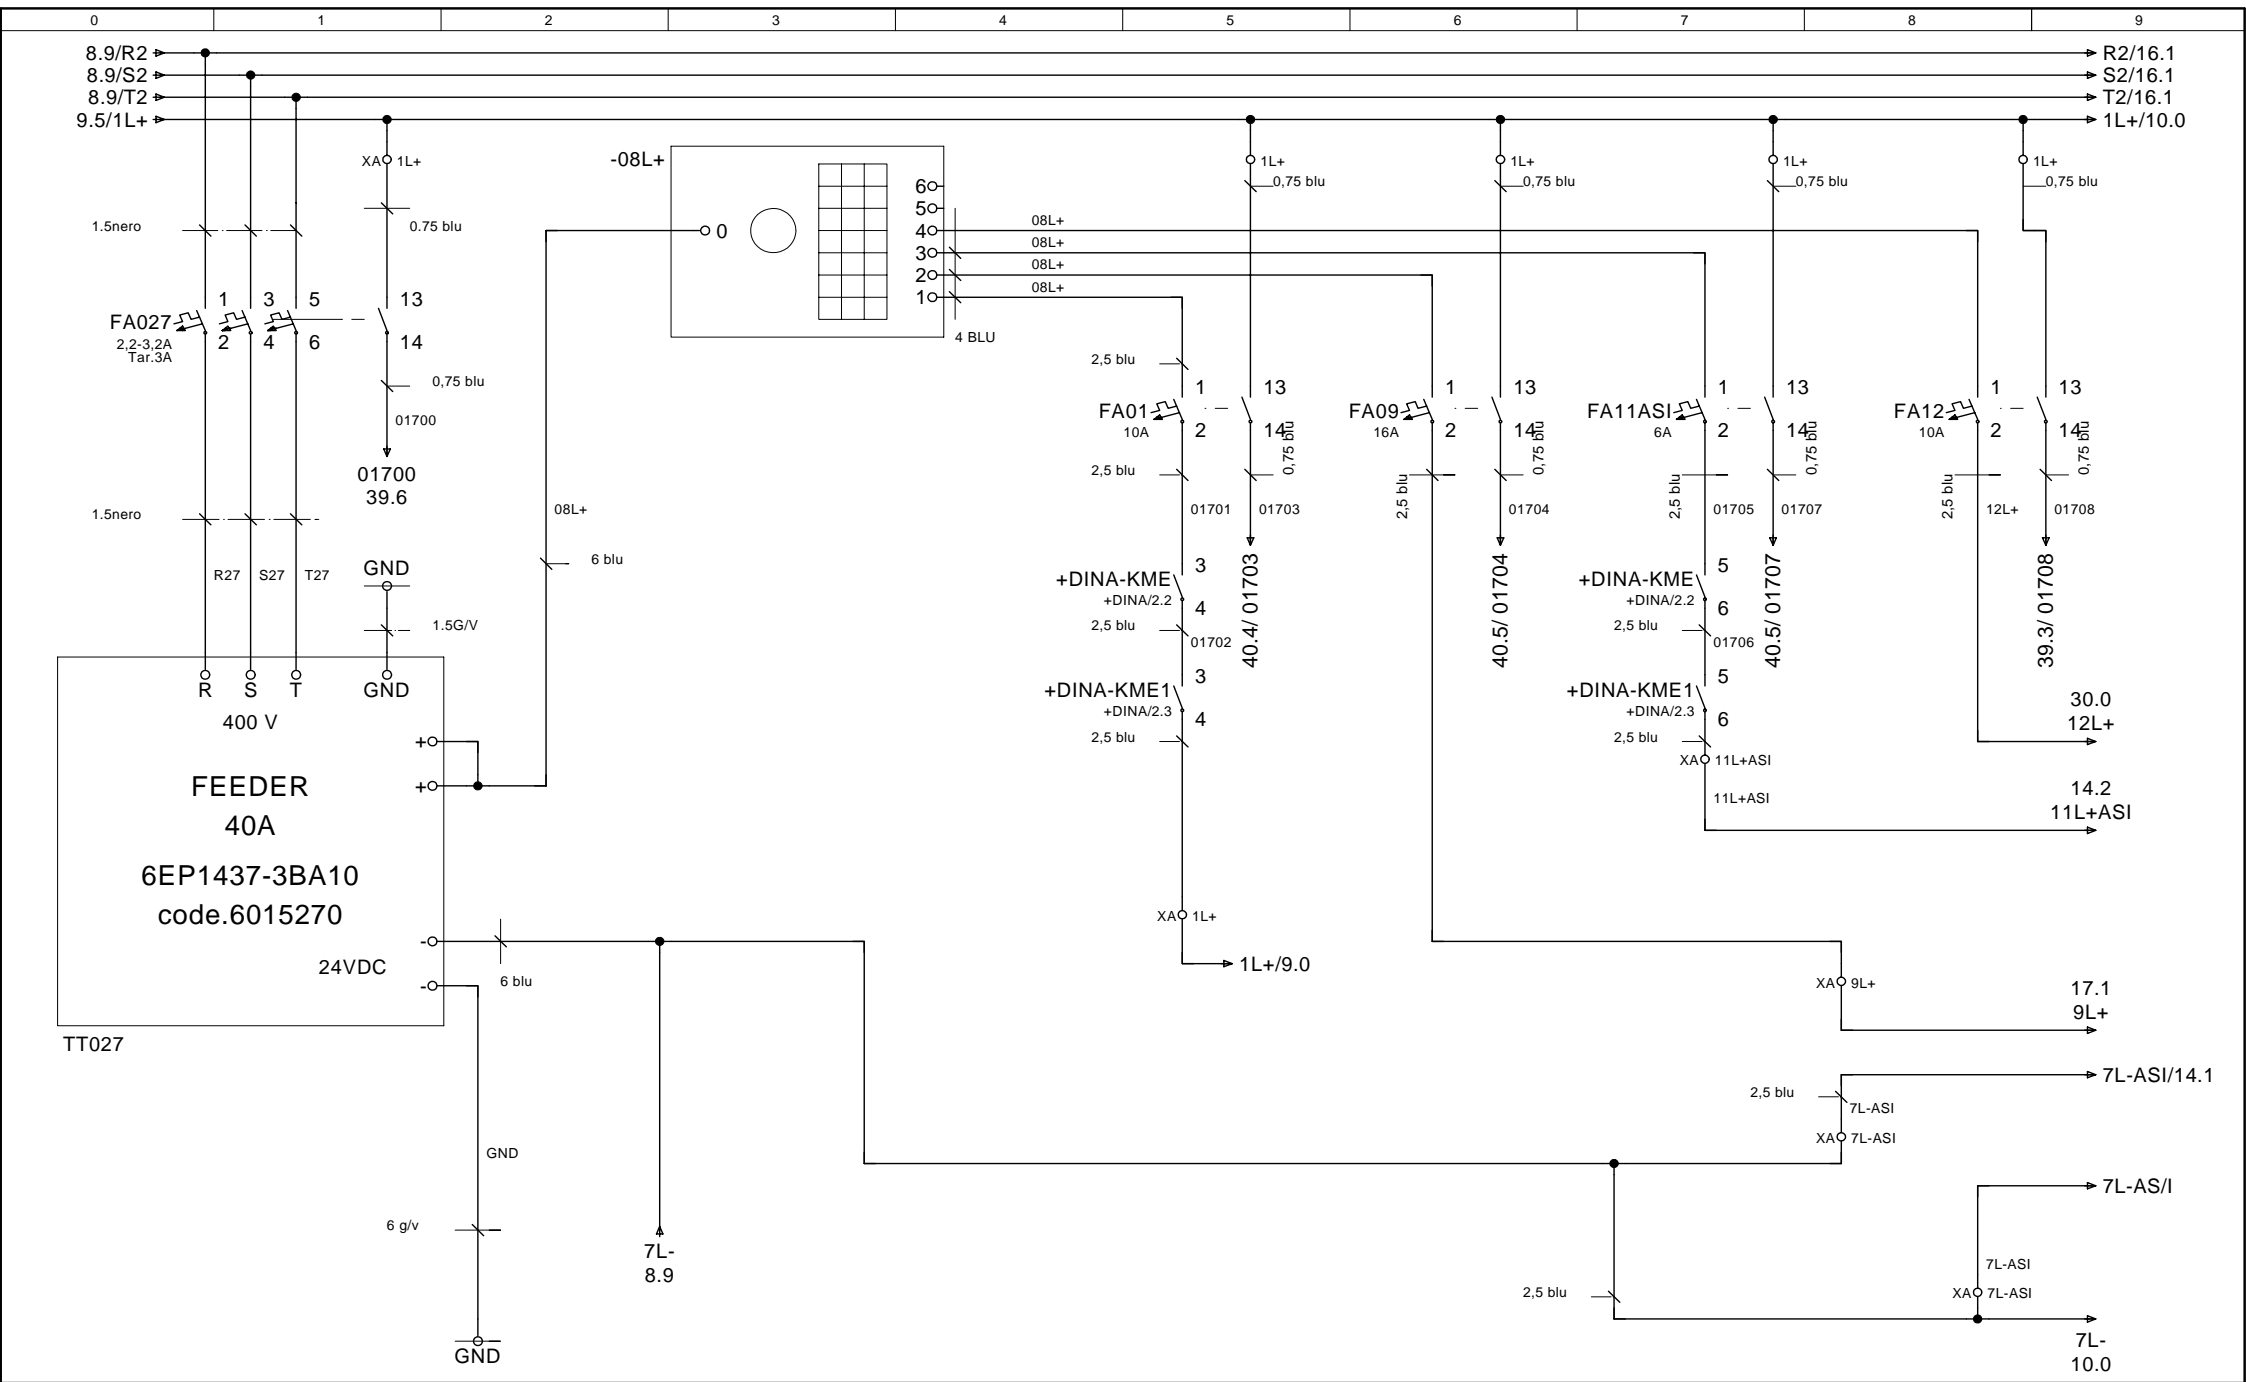 0 1 2 3 4 5 6 7 8 9
8.9/R2 R2/16.1
8.9/S2 S2/16.1
8.9/T2 T2/16.1
9.5/1L+ 1L+/10.0
XA 1L+ -08L+ 1L+ 1L+ 1L+ 1L+
0,75 blu 0,75 blu 0,75 blu 0,75 blu
6
5
4 08L+
3 08L+
2 08L+
1 08L+
0
1.5nero 0.75 blu
4 BLU
FA027 1 3 5 13
2,2-3,2A 2 4 6 14
Tar.3A
0,75 blu
01700
01700
39.6
1.5nero
R27 S27 T27
GND
1.5G/V
08L+
6 blu
2,5 blu
FA01 1 13
10A 2 14
2,5 blu 0,75 blu
01701 01703
40.4/ 01703
+DINA-KME 3
+DINA/2.2 4
2,5 blu 01702
+DINA-KME1 3
+DINA/2.3 4
2,5 blu
XA 1L+
1L+/9.0
FA09 1 13
16A 2 14
2,5 blu 0,75 blu
01704
40.5/ 01704
FA11ASI 1 13
6A 2 14
2,5 blu 0,75 blu
01705 01707
40.5/ 01707
+DINA-KME 5
+DINA/2.2 6
2,5 blu 01706
+DINA-KME1 5
+DINA/2.3 6
2,5 blu
XA 11L+ASI
11L+ASI
FA12 1 13
10A 2 14
2,5 blu 0,75 blu
12L+ 01708
39.3/ 01708
30.0
12L+
14.2
11L+ASI
R S T GND
400 V
+
+
FEEDER
40A
6EP1437-3BA10
code.6015270
-
24VDC
-
TT027
6 blu
GND
6 g/v
GND
7L-
8.9
XA 9L+
17.1
9L+
7L-ASI/14.1
2,5 blu
7L-ASI
XA 7L-ASI
7L-AS/I
7L-ASI
2,5 blu XA 7L-ASI
7L-
10.0